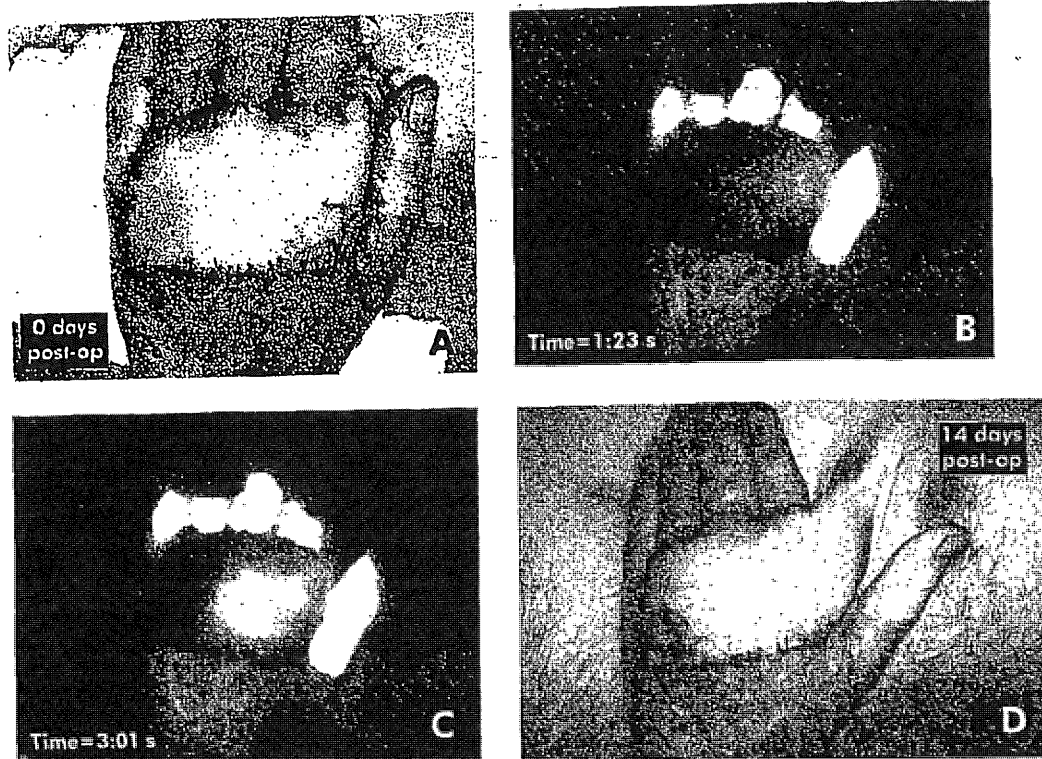 0 days
post-op
A
Time=1:23 s
B
Time=3:01 s
C
14 days
post-op
D